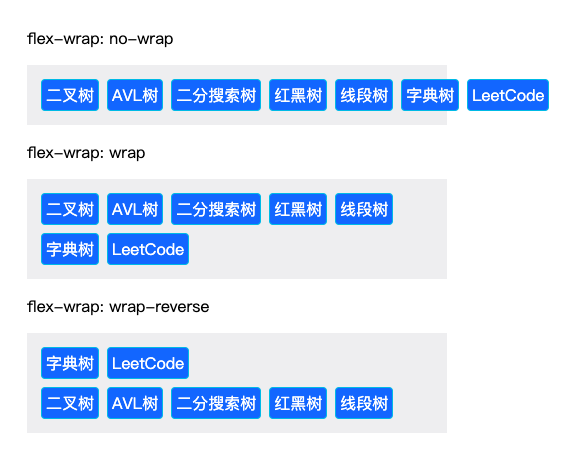 flex-wrap: no-wrap
二叉树 AVL树 二分搜索树 红黑树 线段树 字典树 LeetCode
flex-wrap: wrap
二叉树 AVL树 二分搜索树 红黑树 线段树
字典树 LeetCode
flex-wrap: wrap-reverse
字典树 LeetCode
二叉树 AVL树 二分搜索树 红黑树 线段树